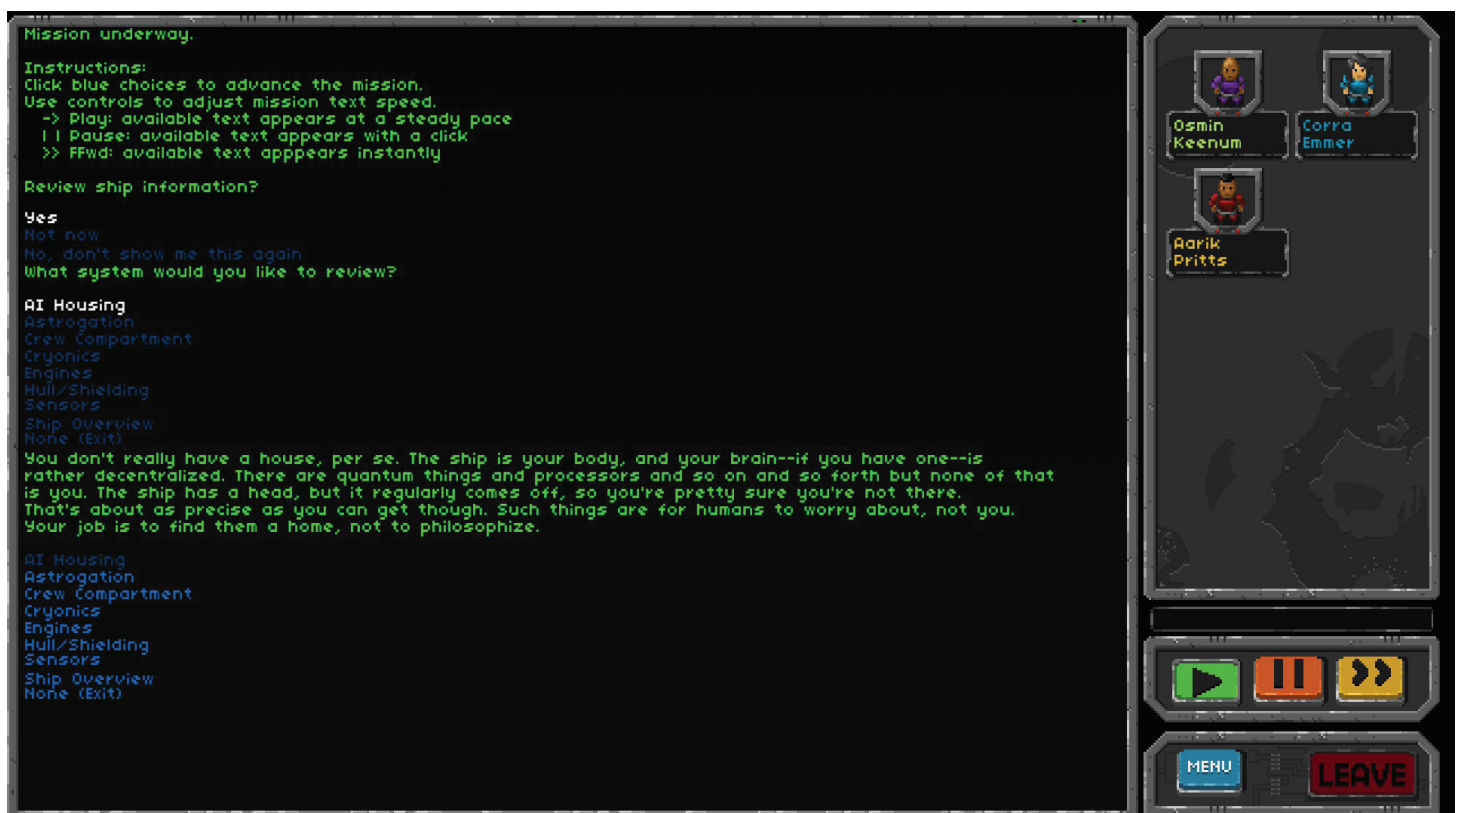 Mission underway.
Instructions:
Click blue choices to advance the mission.
Use controls to adjust mission text speed.
-> Play: available text appears at a steady pace
|| Pause: available text appears with a click
>> FFwd: available text apppears instantly
Review ship information?
Yes
Not now
No, don't show me this again
What system would you like to review?
AI Housing
Astrogation
Crew Compartment
Cryonics
Engines
Hull/Shielding
Sensors
Ship Overview
None (Exit)
You don't really have a house, per se. The ship is your body, and your brain--if you have one--is
rather decentralized. There are quantum things and processors and so on and so forth but none of that
is you. The ship has a head, but it regularly comes off, so you're pretty sure you're not there.
That's about as precise as you can get though. Such things are for humans to worry about, not you.
Your job is to find them a home, not to philosophize.
AI Housing
Astrogation
Crew Compartment
Cryonics
Engines
Hull/Shielding
Sensors
Ship Overview
None (Exit)
Osmin
Keenum
Corra
Emmer
Aarik
Pritts
MENU
LEAVE